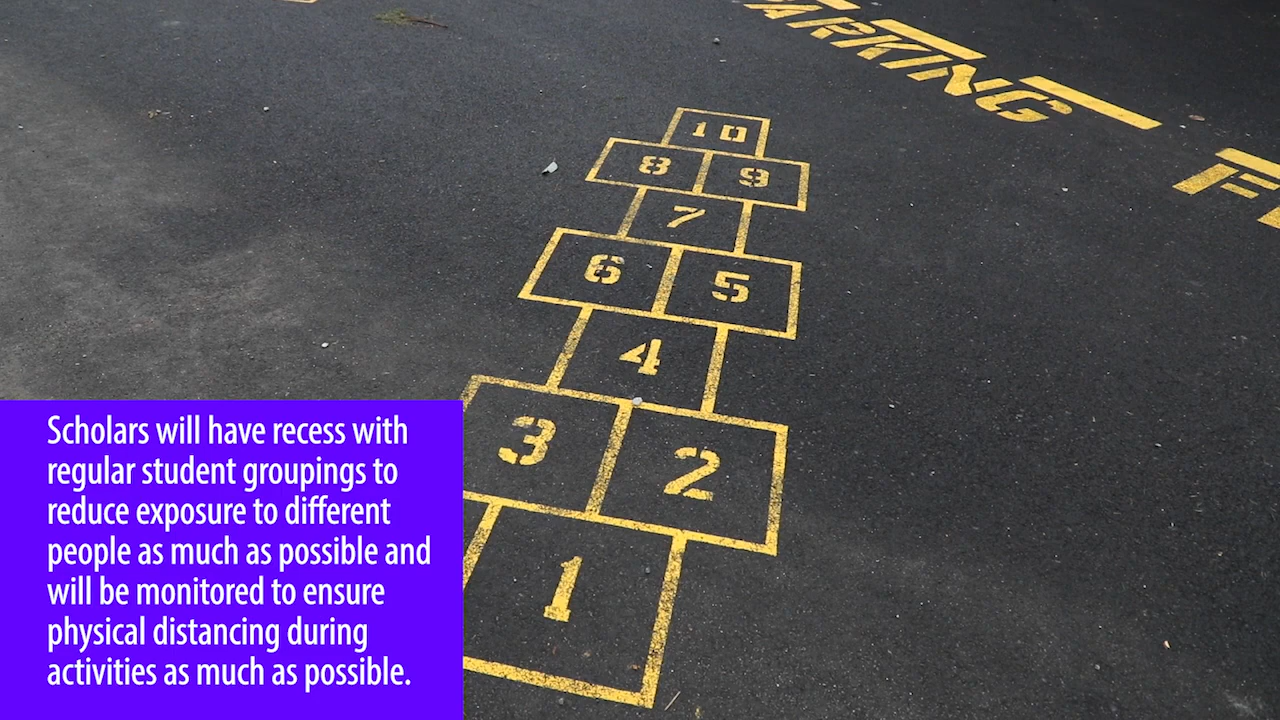 PARKING
10
8 9
7
6 5
4
3 2
1
Scholars will have recess with
regular student groupings to
reduce exposure to different
people as much as possible and
will be monitored to ensure
physical distancing during
activities as much as possible.